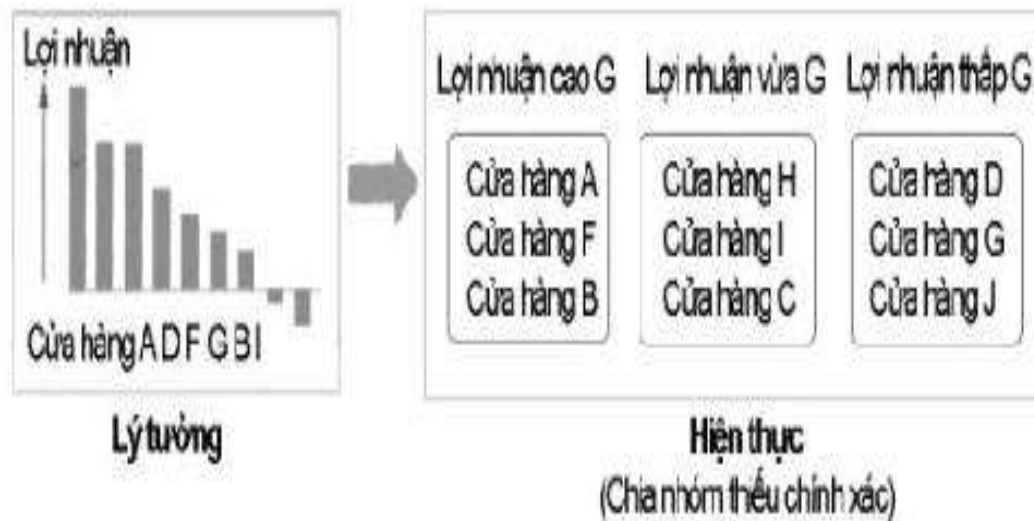 Lợi nhuận
Cửa hàng A D F G B I
Lý tưởng
Lợi nhuận cao G
Lợi nhuận vừa G
Lợi nhuận thấp G
Cửa hàng A
Cửa hàng F
Cửa hàng B
Cửa hàng H
Cửa hàng I
Cửa hàng C
Cửa hàng D
Cửa hàng G
Cửa hàng J
Hiện thực
(Chia nhóm thiếu chính xác)